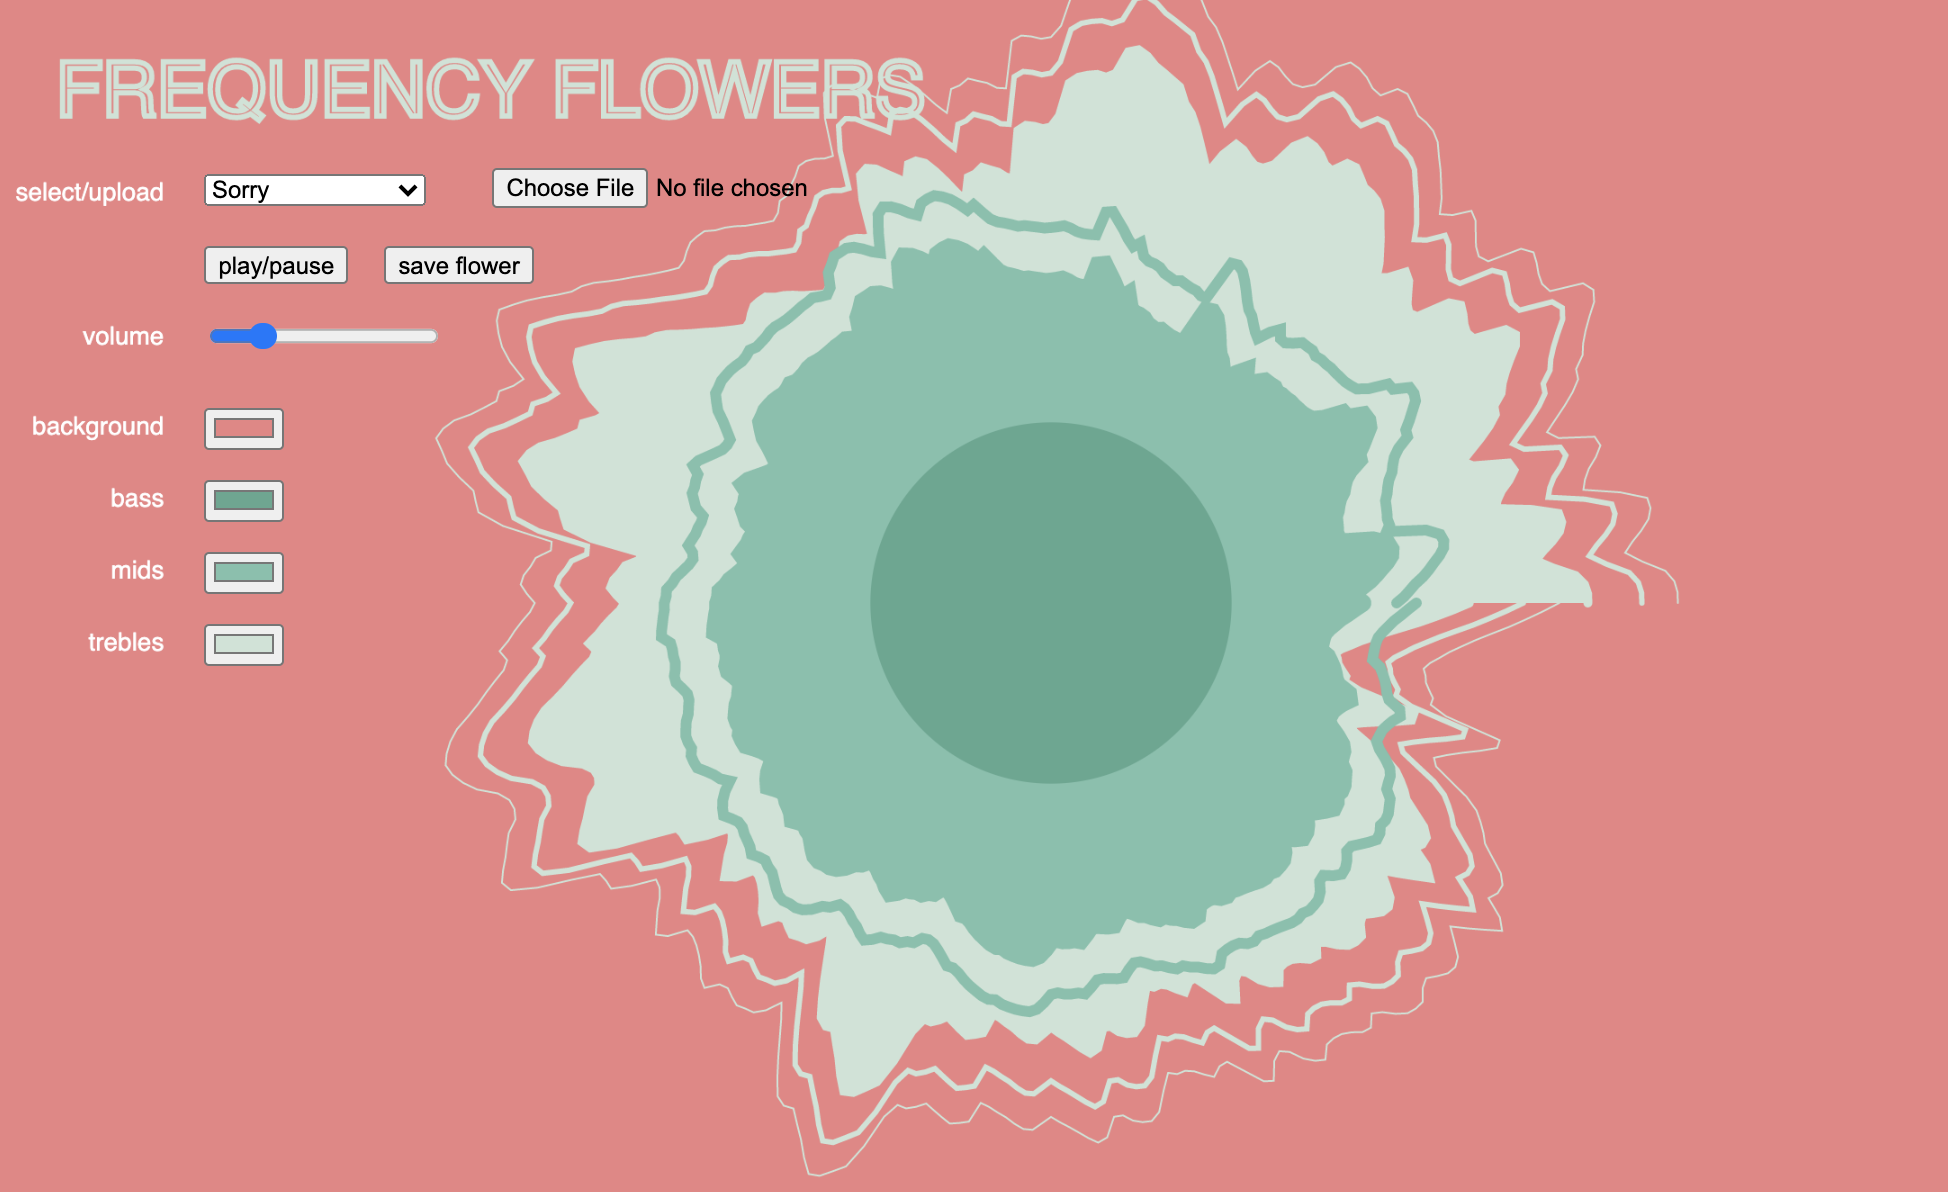 FREQUENCY FLOWERS
select/upload Sorry Choose File No file chosen
play/pause save flower
volume
background
bass
mids
trebles